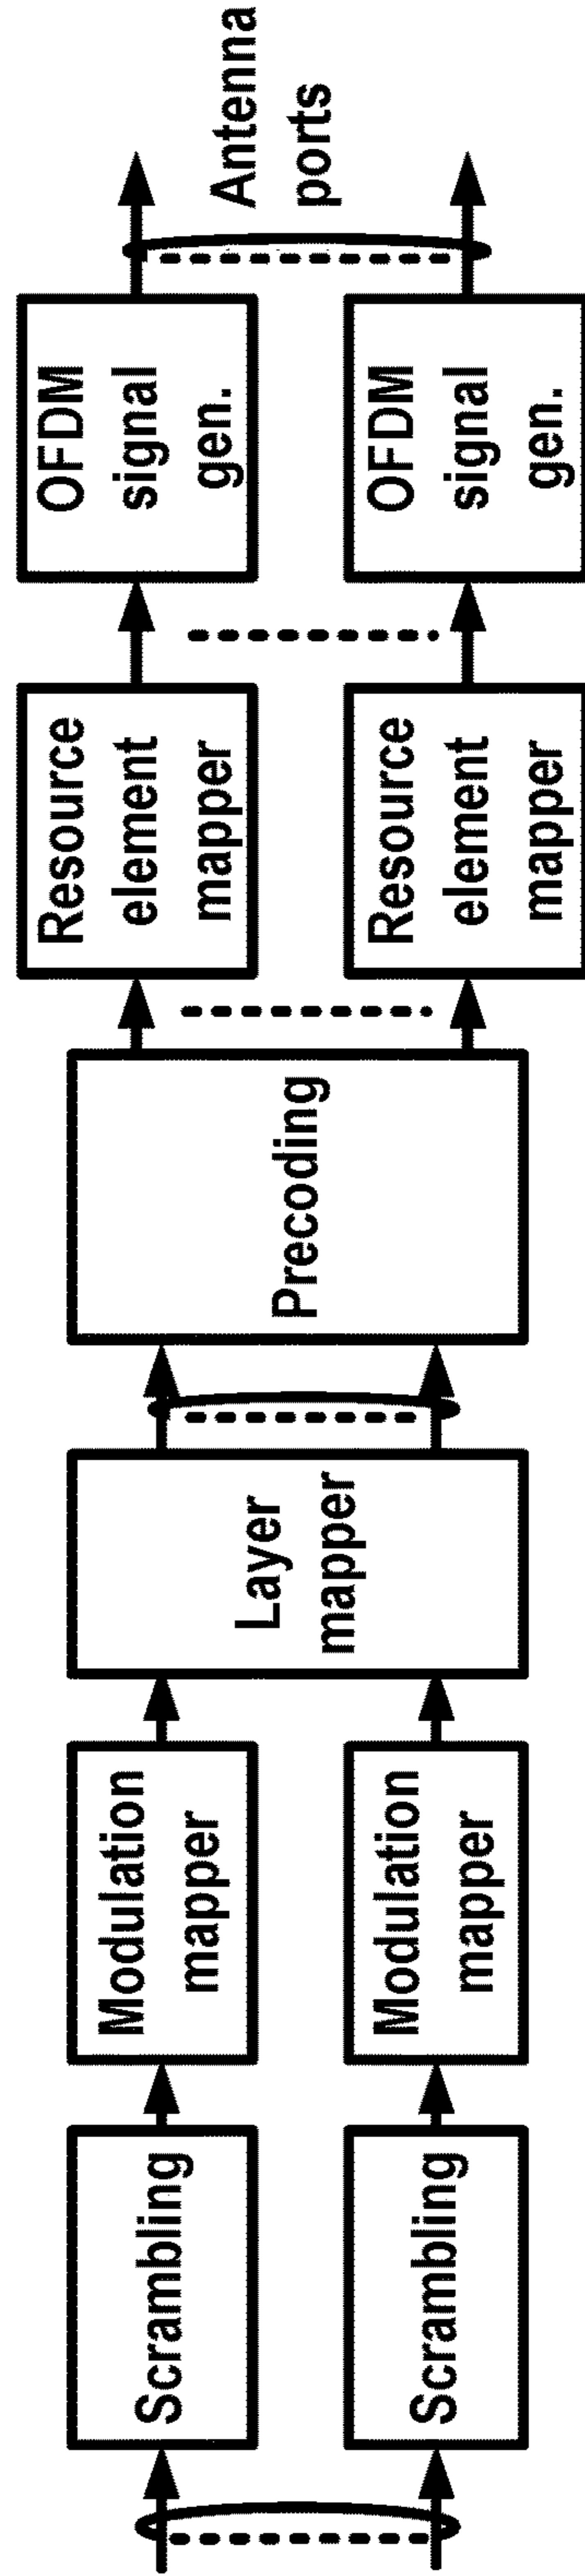 Scrambling
Scrambling
Modulation
mapper
Modulation
mapper
Layer
mapper
Precoding
Resource
element
mapper
Resource
element
mapper
OFDM
signal
gen.
OFDM
signal
gen.
Antenna
ports